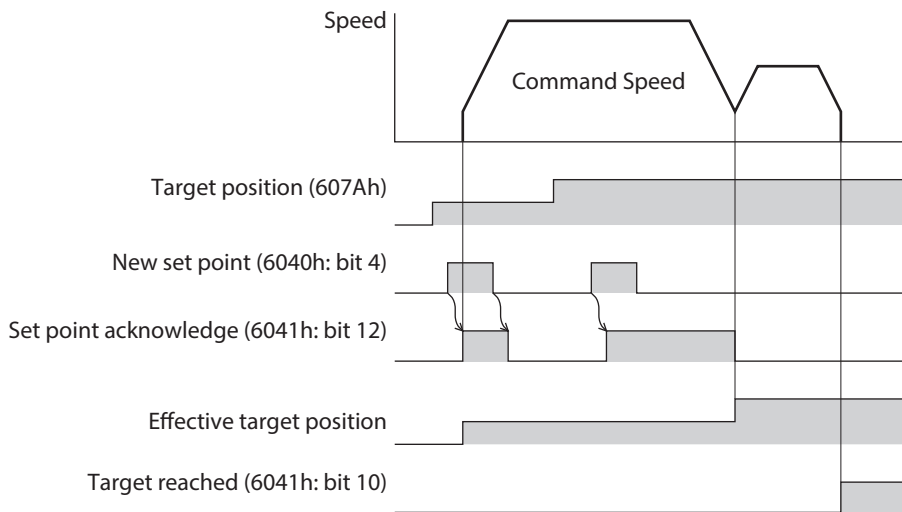 Speed
Command Speed
Target position (607Ah)
New set point (6040h: bit 4)
Set point acknowledge (6041h: bit 12)
Effective target position
Target reached (6041h: bit 10)